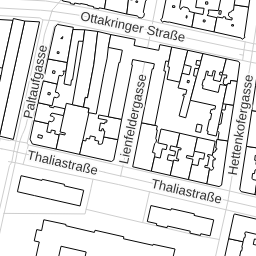 Ottakringer Straße
Paltaufgasse
Lienfeldergasse
Hettenkofergasse
Thaliastraße
Thaliastraße